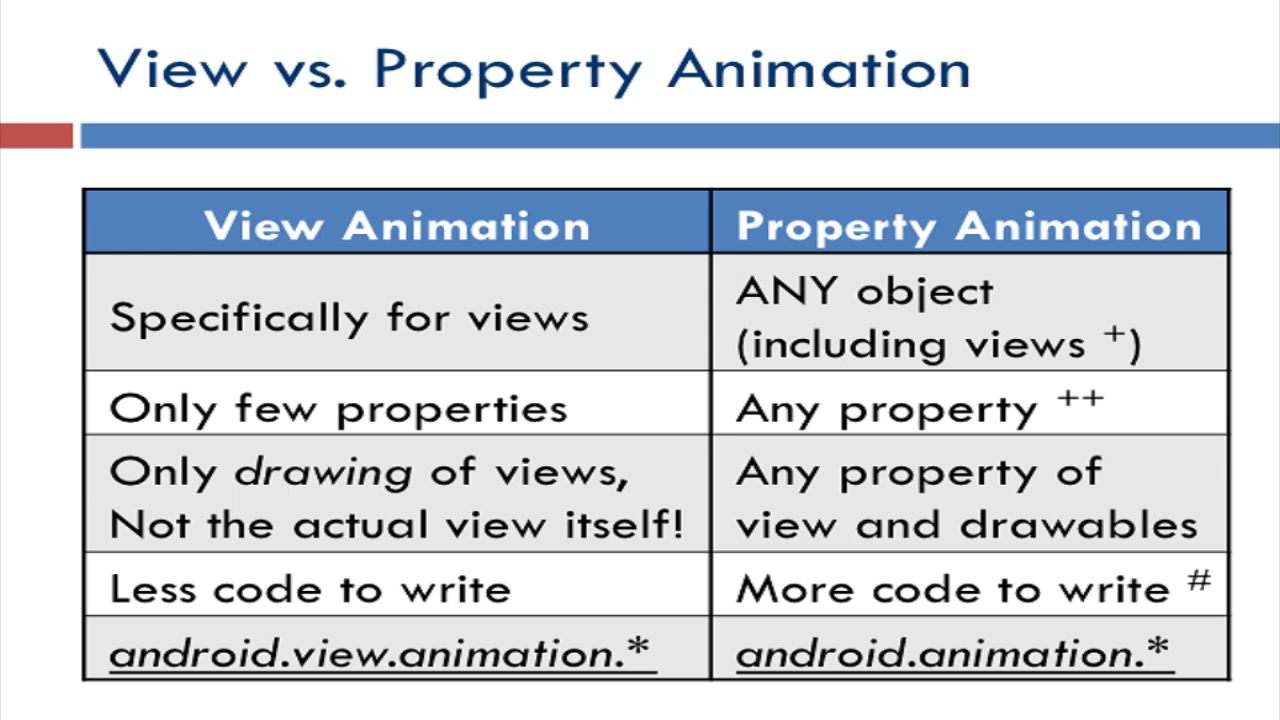 View vs. Property Animation
View Animation
Property Animation
Specifically for views
ANY object
(including views +)
Only few properties
Any property ++
Only drawing of views,
Not the actual view itself!
Any property of
view and drawables
Less code to write
More code to write #
android.view.animation.*
android.animation.*